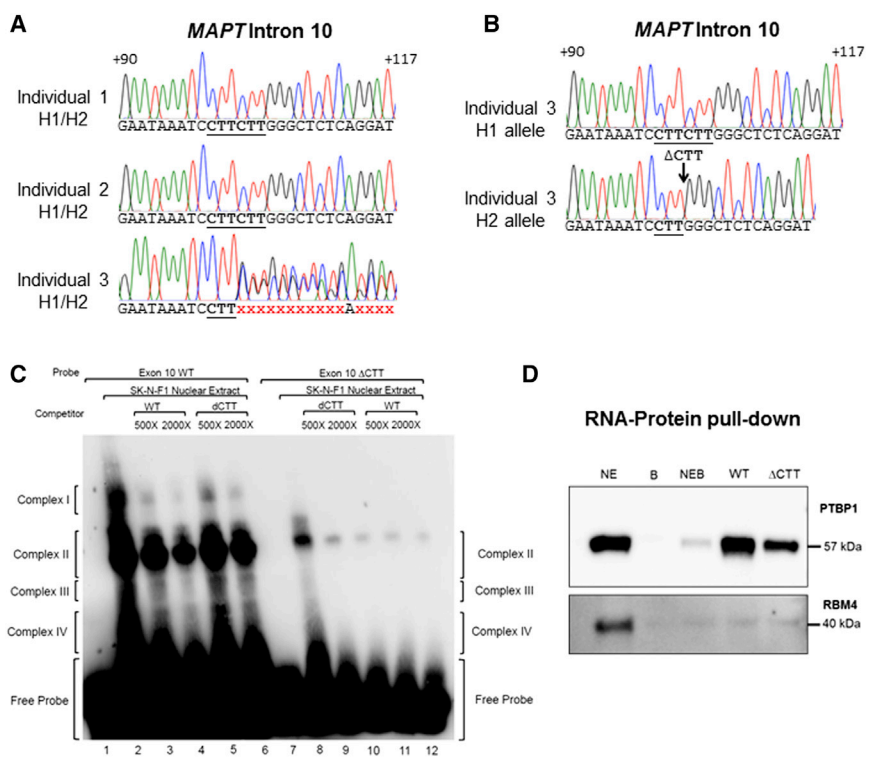 A
MAPT Intron 10
+90 +117
Individual 1
H1/H2
GAATAAATCCTTCTTGGGCTCTCAGGAT
Individual 2
H1/H2
GAATAAATCCTTCTTGGGCTCTCAGGAT
Individual 3
H1/H2
GAATAAATCCTTxxxxxxxxxxxAxxxx
B
MAPT Intron 10
+90 +117
Individual 3
H1 allele
GAATAAATCCTTCTTGGGCTCTCAGGAT
ΔCTT
Individual 3
H2 allele
GAATAAATCCTTGGGCTCTCAGGAT
C
Probe Exon 10 WT Exon 10 ΔCTT
SK-N-F1 Nuclear Extract SK-N-F1 Nuclear Extract
Competitor WT dCTT dCTT WT
500X 2000X 500X 2000X 500X 2000X 500X 2000X
Complex I
Complex II Complex II
Complex III Complex III
Complex IV Complex IV
Free Probe Free Probe
1 2 3 4 5 6 7 8 9 10 11 12
D
RNA-Protein pull-down
NE B NEB WT ΔCTT
PTBP1
57 kDa
RBM4
40 kDa